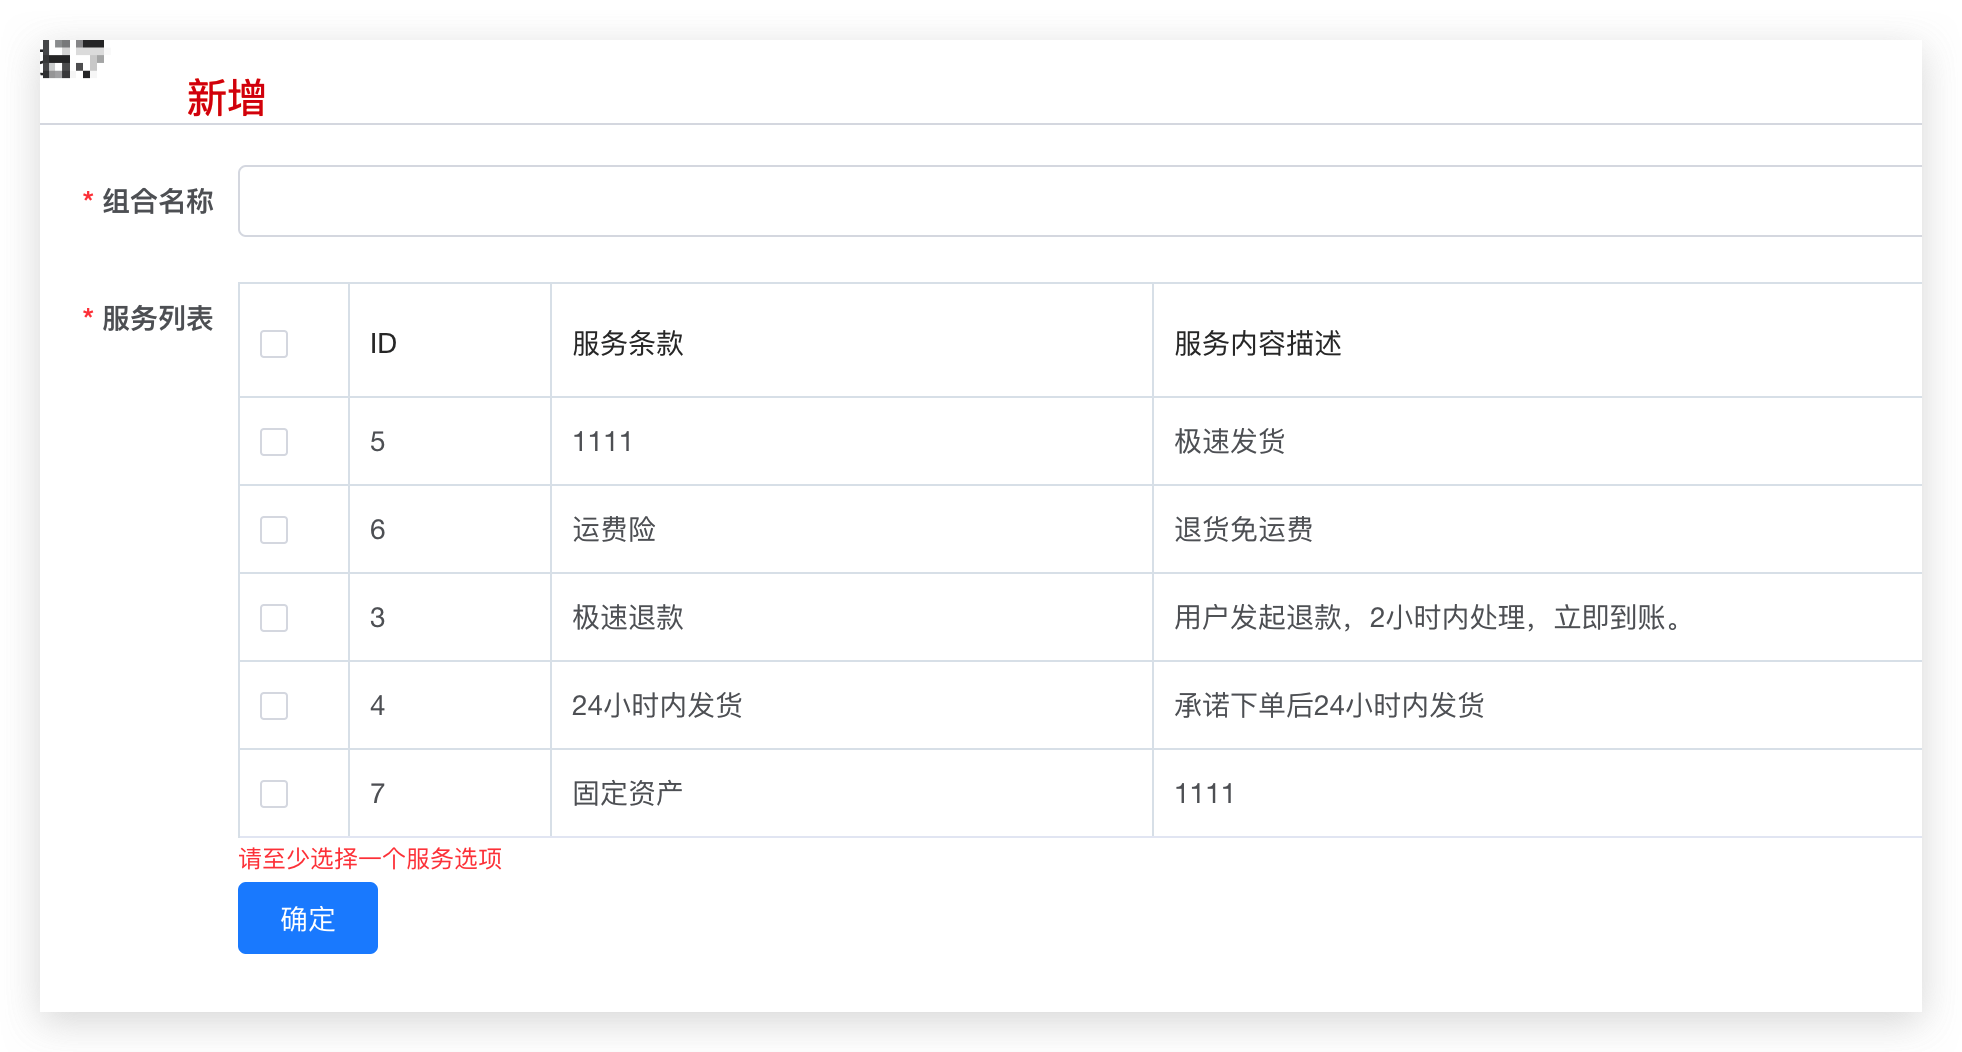 新增
* 组合名称
* 服务列表
ID 服务条款 服务内容描述
5 1111 极速发货
6 运费险 退货免运费
3 极速退款 用户发起退款，2小时内处理，立即到账。
4 24小时内发货 承诺下单后24小时内发货
7 固定资产 1111
请至少选择一个服务选项
确定